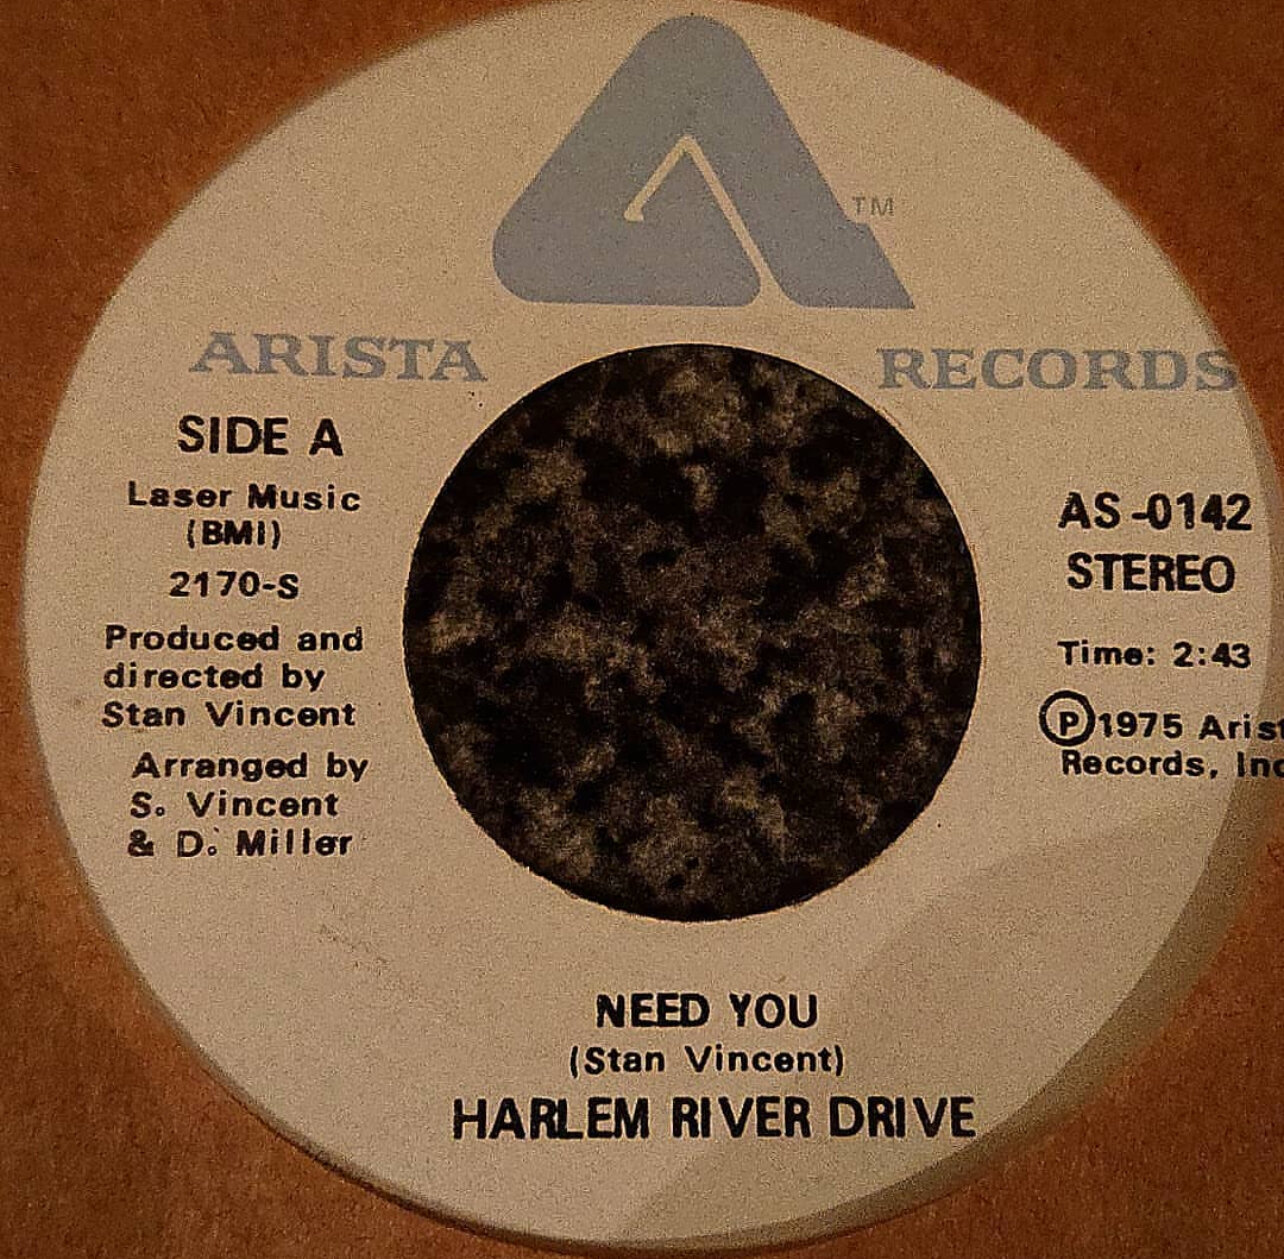 TM
ARISTA RECORDS
SIDE A
Laser Music
(BMI)
2170-S
Produced and
directed by
Stan Vincent
Arranged by
S. Vincent
& D. Miller
AS-0142
STEREO
Time: 2:43
Ⓟ1975 Arist
Records, Inc
NEED YOU
(Stan Vincent)
HARLEM RIVER DRIVE